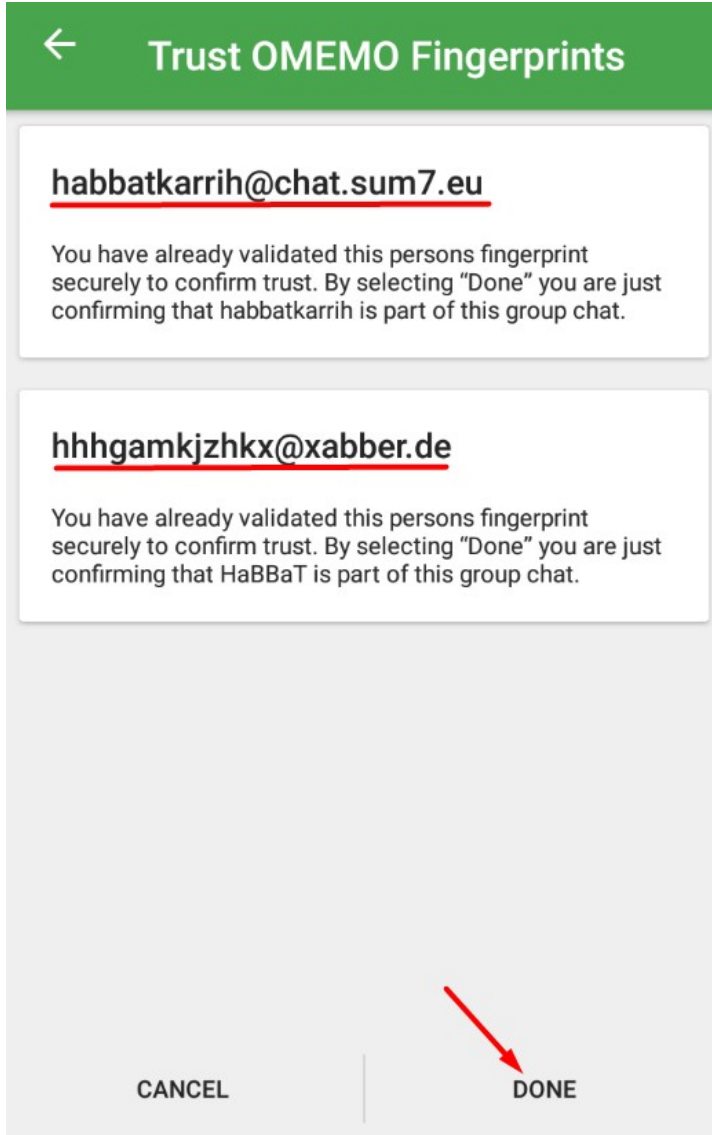 Trust OMEMO Fingerprints
habbatkarrih@chat.sum7.eu
You have already validated this persons fingerprint
securely to confirm trust. By selecting “Done” you are just
confirming that habbatkarrih is part of this group chat.
hhhgamkjzhkx@xabber.de
You have already validated this persons fingerprint
securely to confirm trust. By selecting “Done” you are just
confirming that HaBBaT is part of this group chat.
CANCEL
DONE